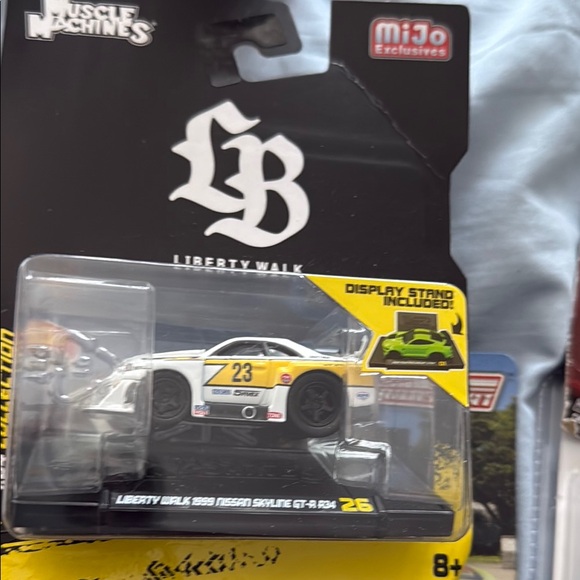 MUSCLE
MACHINES
MiJo
Exclusives
LB
LIBERTY WALK
DISPLAY STAND
INCLUDED!
23
COLLECTION
LIBERTY WALK 1999 NISSAN SKYLINE GT-R R34 26
8+